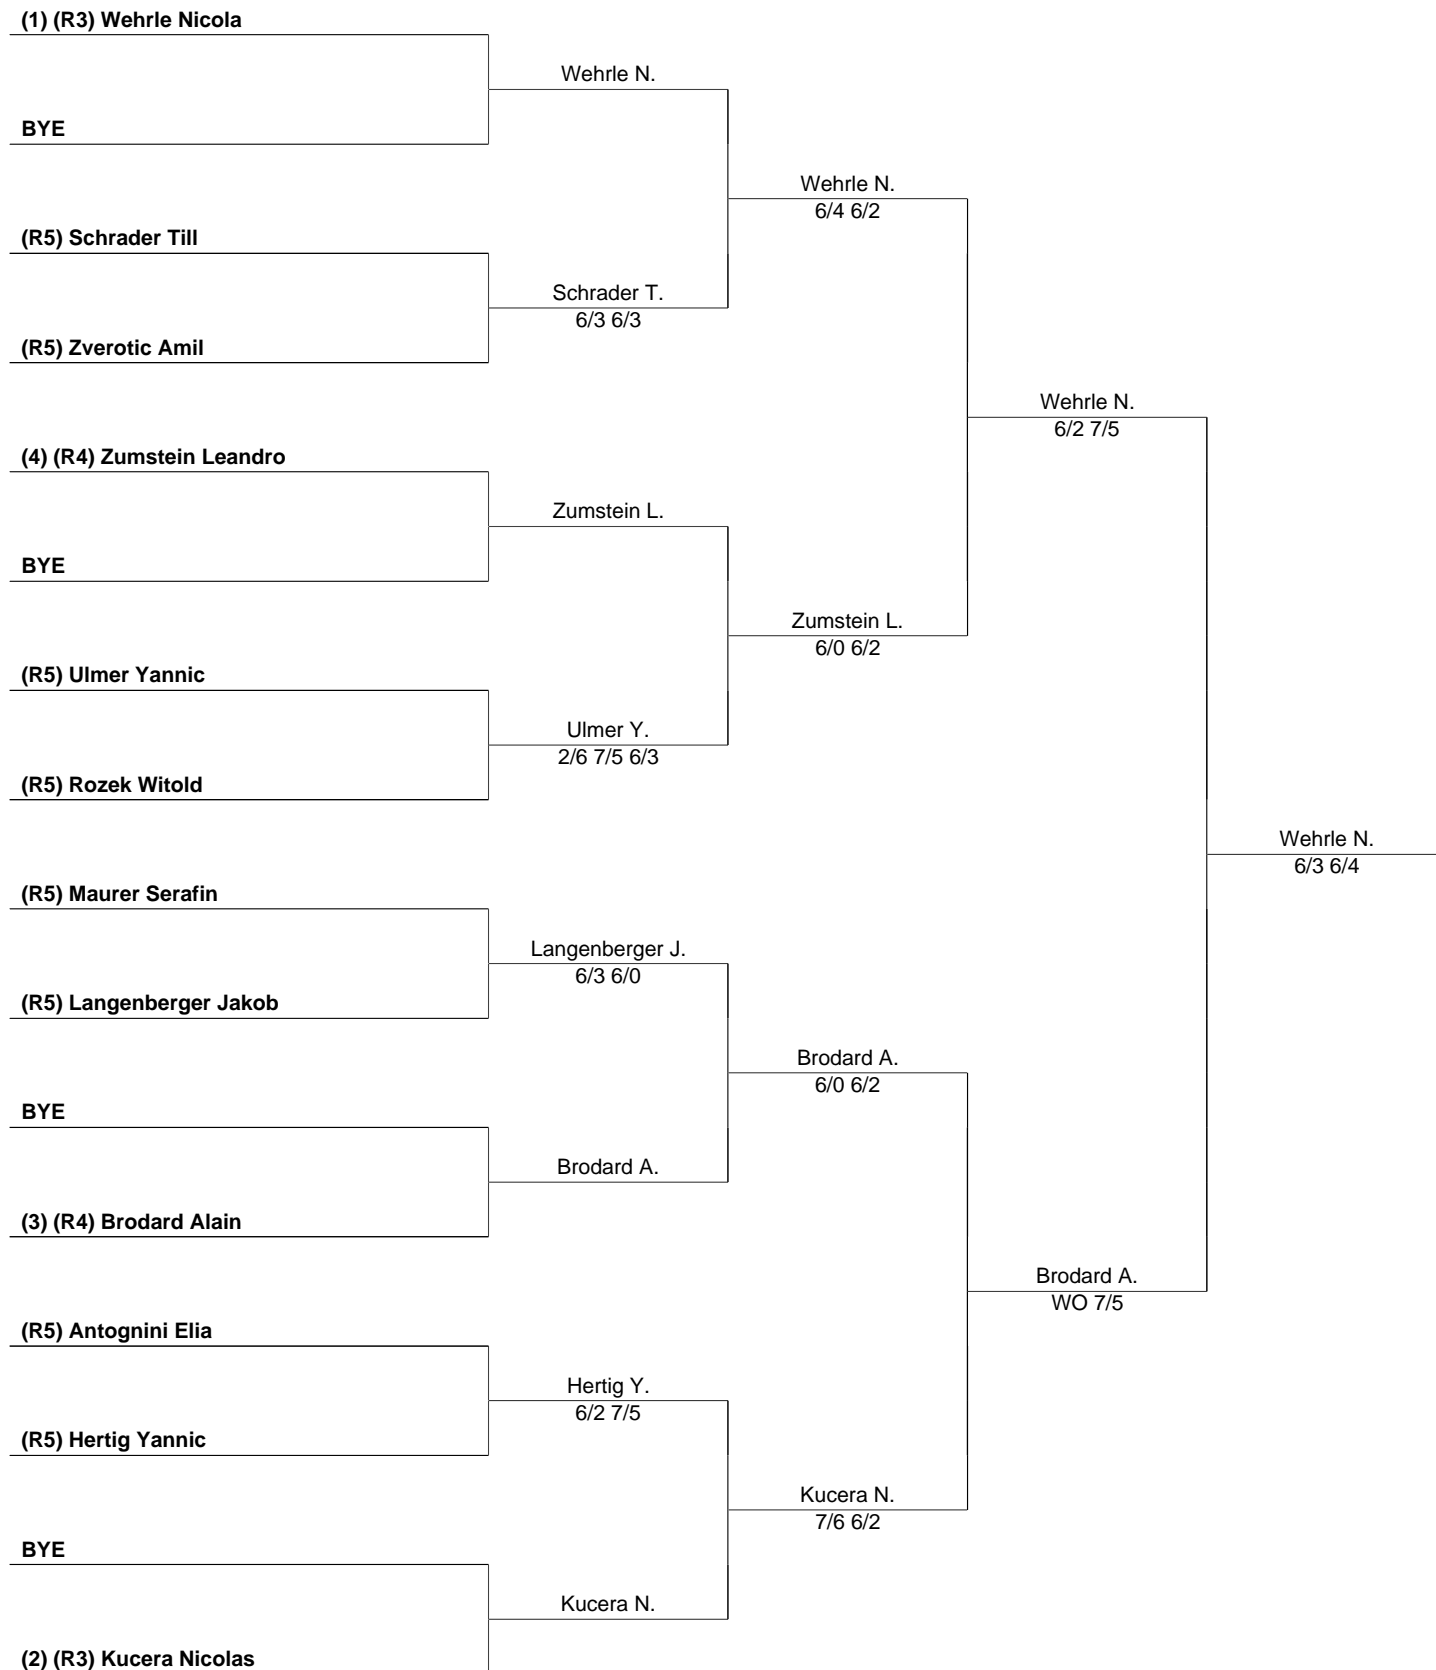 (1) (R3) Wehrle Nicola
Wehrle N.
BYE
Wehrle N.
6/4 6/2
(R5) Schrader Till
Schrader T.
6/3 6/3
(R5) Zverotic Amil
Wehrle N.
6/2 7/5
(4) (R4) Zumstein Leandro
Zumstein L.
BYE
Zumstein L.
6/0 6/2
(R5) Ulmer Yannic
Ulmer Y.
2/6 7/5 6/3
(R5) Rozek Witold
Wehrle N.
6/3 6/4
(R5) Maurer Serafin
Langenberger J.
6/3 6/0
(R5) Langenberger Jakob
Brodard A.
6/0 6/2
BYE
Brodard A.
(3) (R4) Brodard Alain
Brodard A.
WO 7/5
(R5) Antognini Elia
Hertig Y.
6/2 7/5
(R5) Hertig Yannic
Kucera N.
7/6 6/2
BYE
Kucera N.
(2) (R3) Kucera Nicolas